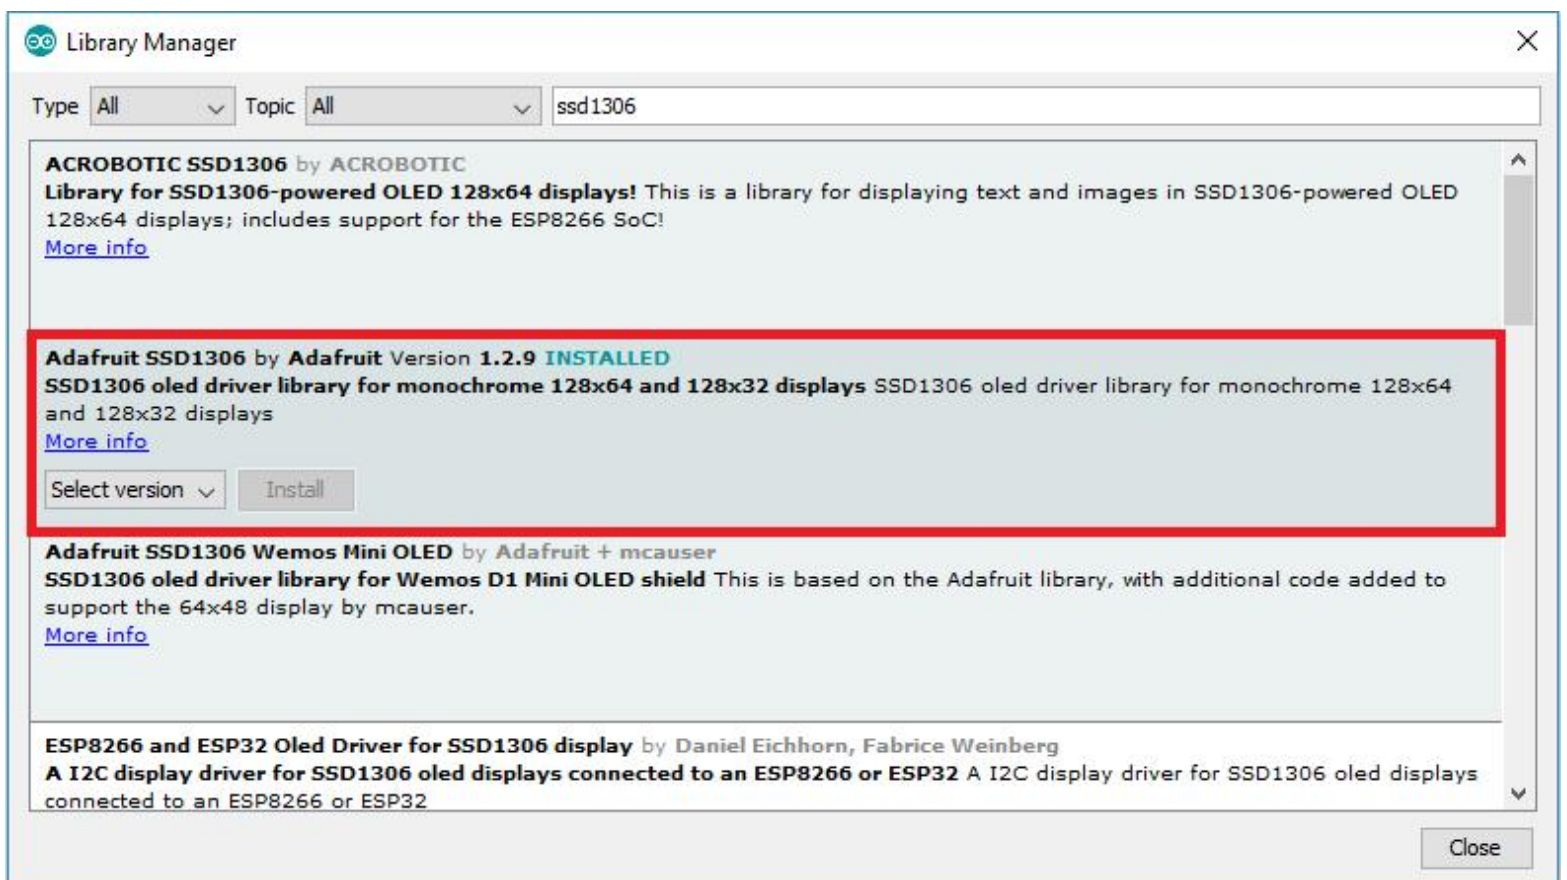 Library Manager
Type All Topic All ssd1306
ACROBOTIC SSD1306 by ACROBOTIC
Library for SSD1306-powered OLED 128x64 displays! This is a library for displaying text and images in SSD1306-powered OLED
128x64 displays; includes support for the ESP8266 SoC!
More info
Adafruit SSD1306 by Adafruit Version 1.2.9 INSTALLED
SSD1306 oled driver library for monochrome 128x64 and 128x32 displays SSD1306 oled driver library for monochrome 128x64
and 128x32 displays
More info
Select version Install
Adafruit SSD1306 Wemos Mini OLED by Adafruit + mcauser
SSD1306 oled driver library for Wemos D1 Mini OLED shield This is based on the Adafruit library, with additional code added to
support the 64x48 display by mcauser.
More info
ESP8266 and ESP32 Oled Driver for SSD1306 display by Daniel Eichhorn, Fabrice Weinberg
A I2C display driver for SSD1306 oled displays connected to an ESP8266 or ESP32 A I2C display driver for SSD1306 oled displays
connected to an ESP8266 or ESP32
Close